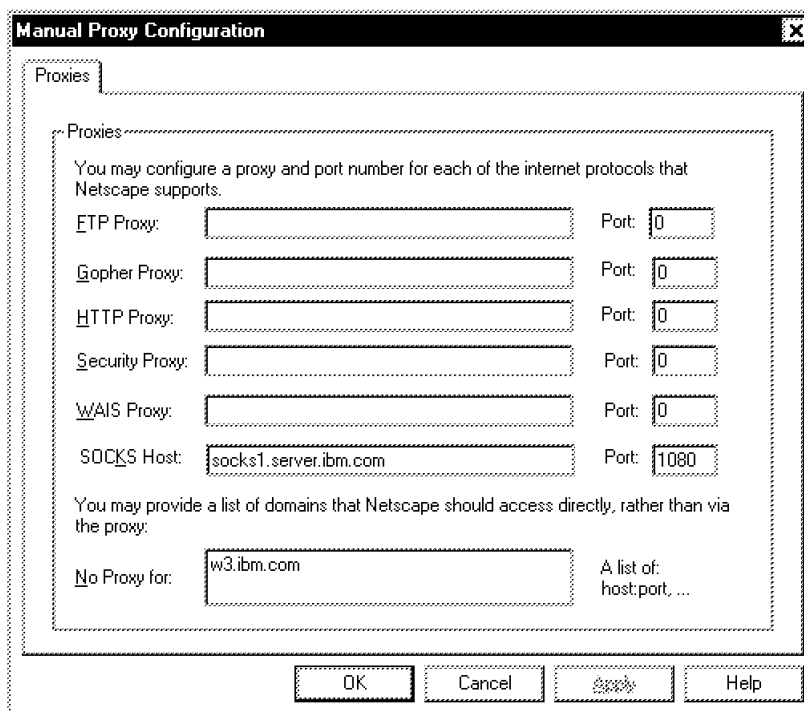 Manual Proxy Configuration
Proxies
Proxies
You may configure a proxy and port number for each of the internet protocols that
Netscape supports.
FTP Proxy: Port: 0
Gopher Proxy: Port: 0
HTTP Proxy: Port: 0
Security Proxy: Port: 0
WAIS Proxy: Port: 0
SOCKS Host: socks1.server.ibm.com Port: 1080
You may provide a list of domains that Netscape should access directly, rather than via
the proxy:
No Proxy for: w3.ibm.com A list of:
host:port, ...
OK Cancel Apply Help